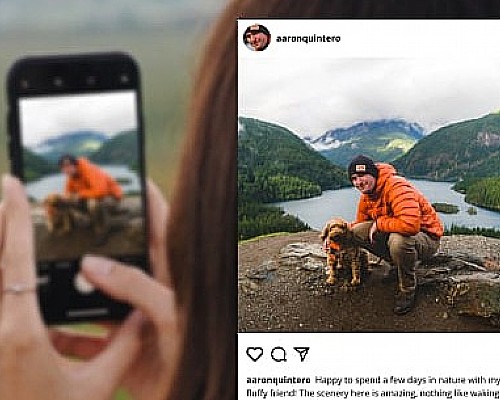 aaronquintero
aaronquintero Happy to spend a few days in nature with my
fluffy friend! The scenery here is amazing, nothing like waking